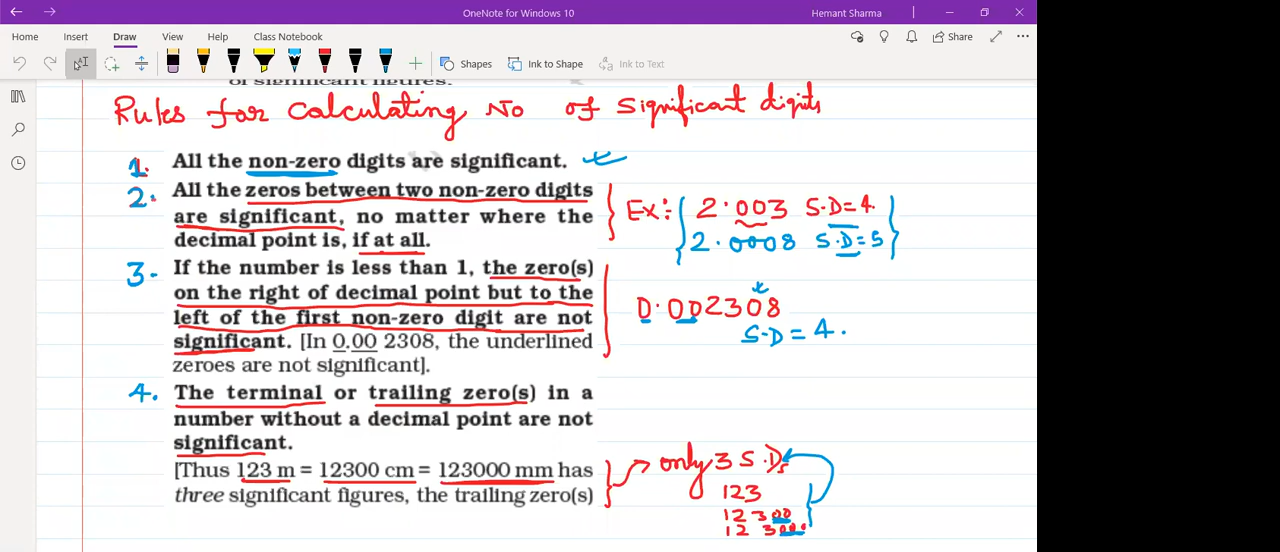 OneNote for Windows 10
Hemant Sharma
Home Insert Draw View Help Class Notebook
Share
Shapes Ink to Shape Ink to Text
of significant figures.
Rules for Calculating No of Significant digits
1. All the non-zero digits are significant.
2. All the zeros between two non-zero digits
are significant, no matter where the
decimal point is, if at all.
Ex: 2.003 S.D=4.
2.0008 S.D=5
3. If the number is less than 1, the zero(s)
on the right of decimal point but to the
left of the first non-zero digit are not
significant. [In 0.00 2308, the underlined
zeroes are not significant].
0.002308
S.D=4.
4. The terminal or trailing zero(s) in a
number without a decimal point are not
significant.
[Thus 123 m = 12300 cm = 123000 mm has
three significant figures, the trailing zero(s)
only 3 S.Ds
123
12300
123000